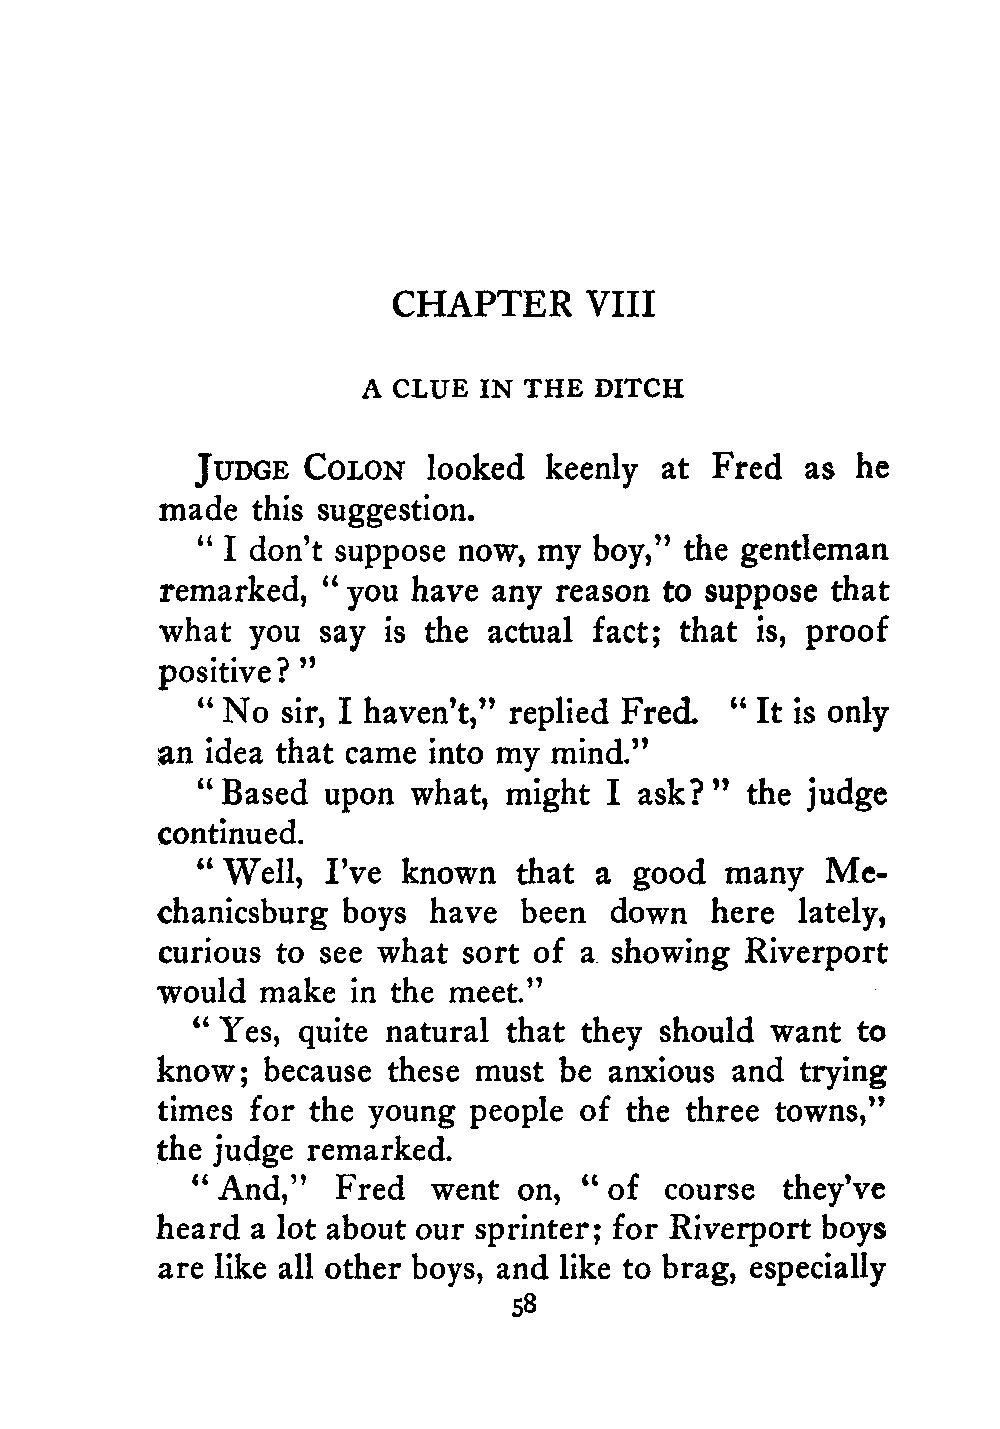 CHAPTER VIII
A CLUE IN THE DITCH
JUDGE COLON looked keenly at Fred as he
made this suggestion.
" I don't suppose now, my boy," the gentleman
remarked, " you have any reason to suppose that
what you say is the actual fact; that is, proof
positive? "
" No sir, I haven't," replied Fred. " It is only
an idea that came into my mind."
" Based upon what, might I ask? " the judge
continued.
" Well, I've known that a good many Me-
chanicsburg boys have been down here lately,
curious to see what sort of a showing Riverport
would make in the meet."
" Yes, quite natural that they should want to
know; because these must be anxious and trying
times for the young people of the three towns,"
the judge remarked.
" And," Fred went on, " of course they've
heard a lot about our sprinter; for Riverport boys
are like all other boys, and like to brag, especially
58